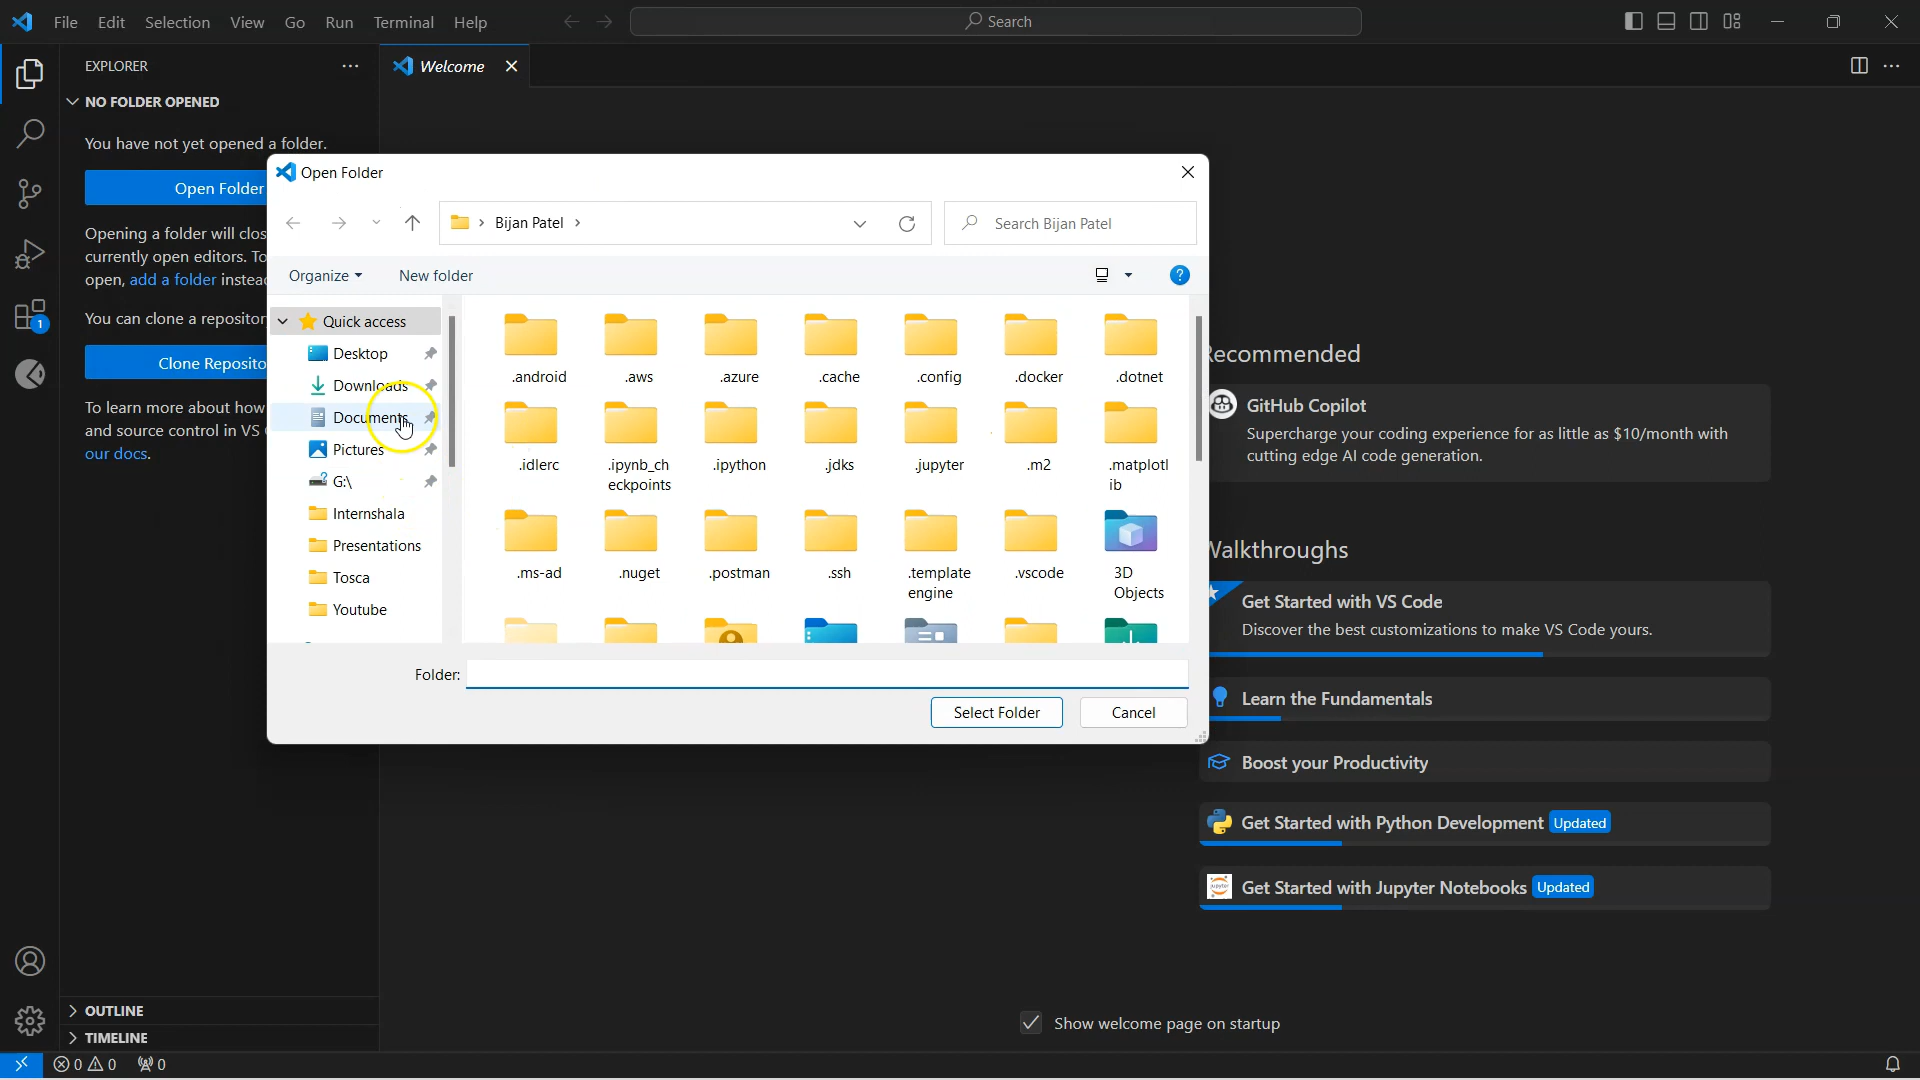 File Edit Selection View Go Run Terminal Help
Search
EXPLORER
Welcome
NO FOLDER OPENED
You have not yet opened a folder.
Open Folder
Opening a folder will clos
currently open editors. To
open, add a folder instea
You can clone a repositor
Clone Reposito
To learn more about how
and source control in VS
our docs.
OUTLINE
TIMELINE
0 0 0
Open Folder
Bijan Patel
Search Bijan Patel
Organize
New folder
Quick access
Desktop
Downloads
Documents
Pictures
G:\
Internshala
Presentations
Tosca
Youtube
.android .aws .azure .cache .config .docker .dotnet
.idlerc .ipynb_ch .ipython .jdks .jupyter .m2 .matplotl
eckpoints ib
.ms-ad .nuget .postman .ssh .template .vscode 3D
engine Objects
Folder:
Select Folder
Cancel
Recommended
GitHub Copilot
Supercharge your coding experience for as little as $10/month with
cutting edge AI code generation.
Walkthroughs
Get Started with VS Code
Discover the best customizations to make VS Code yours.
Learn the Fundamentals
Boost your Productivity
Get Started with Python Development Updated
Get Started with Jupyter Notebooks Updated
Show welcome page on startup
1